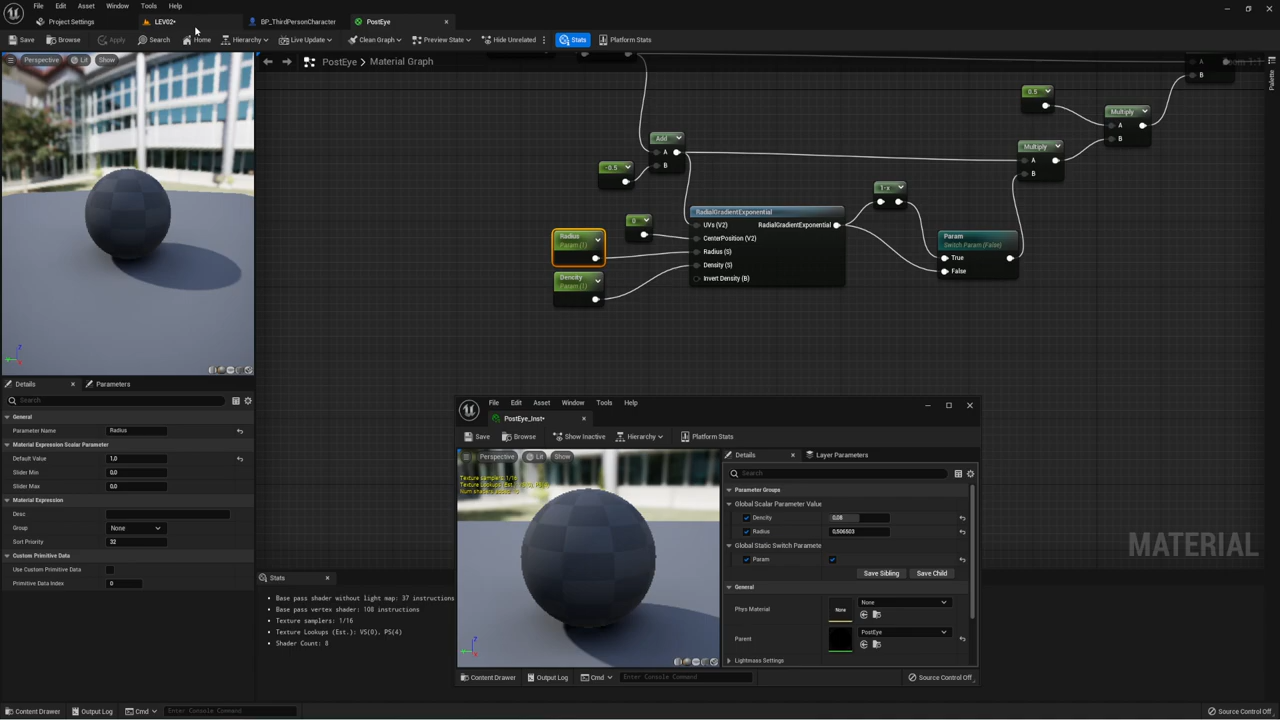 File Edit Asset Window Tools Help
Project Settings LEV02• BP_ThirdPersonCharacter PostEye
Save Browse Apply Search Home Hierarchy Live Update Clean Graph Preview State Hide Unrelated Stats Platform Stats
Perspective Lit Show
PostEye > Material Graph
Palette
A
B
0.5
Multiply
A
B
Add
A
B
-0.5
Multiply
A
B
1-x
0
RadialGradientExponential
UVs (V2) RadialGradientExponential
CenterPosition (V2)
Radius (S)
Density (S)
Invert Density (B)
Radius
Param (1)
Density
Param (1)
Param
Switch Param (False)
True
False
Details Parameters
Search
General
Parameter Name Radius
Material Expression Scalar Parameter
Default Value 1,0
Slider Min 0,0
Slider Max 0,0
Material Expression
Desc
Group None
Sort Priority 32
Custom Primitive Data
Use Custom Primitive Data
Primitive Data Index 0
Stats
Base pass shader without light map: 37 instructions
Base pass vertex shader: 108 instructions
Texture samplers: 1/16
Texture Lookups (Est.): VS(0), PS(4)
Shader Count: 8
MATERIAL
File Edit Asset Window Tools Help
PostEye_Inst•
Save Browse Show Inactive Hierarchy Platform Stats
Perspective Lit Show
Details Layer Parameters
Search
Parameter Groups
Global Scalar Parameter Value
Density 0,08
Radius 0,506503
Global Static Switch Paramete
Param
Save Sibling Save Child
General
Phys Material None None
Parent PostEye
Lightmass Settings
Content Drawer Output Log Cmd Enter Console Command Source Control Off
Content Drawer Output Log Cmd Enter Console Command Source Control Off